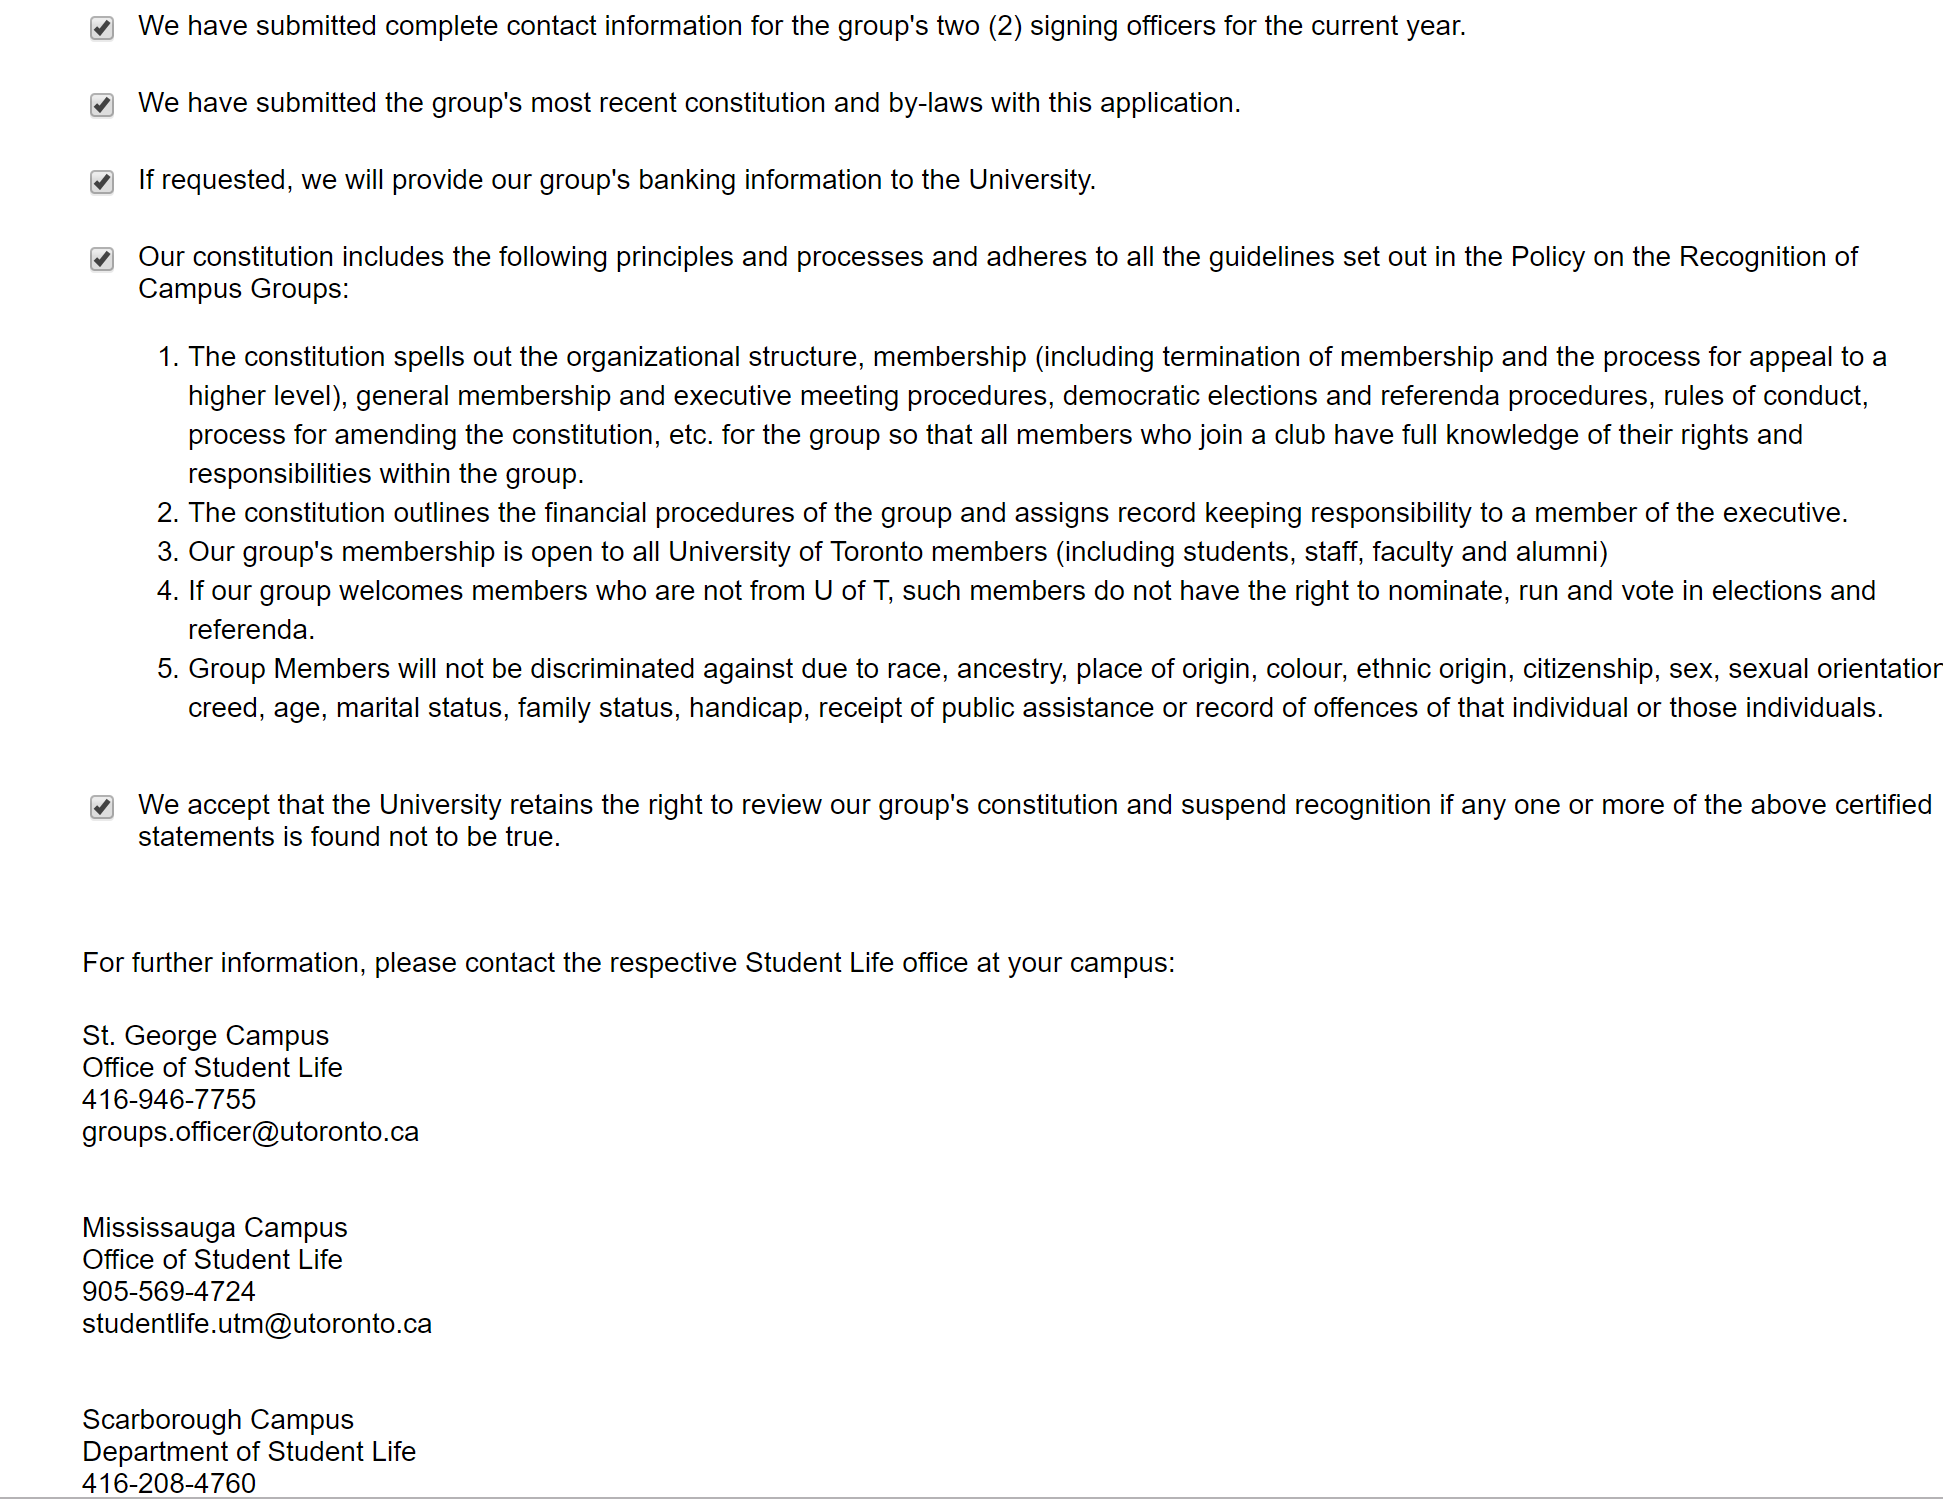 We have submitted complete contact information for the group's two (2) signing officers for the current year.
We have submitted the group's most recent constitution and by-laws with this application.
If requested, we will provide our group's banking information to the University.
Our constitution includes the following principles and processes and adheres to all the guidelines set out in the Policy on the Recognition of
Campus Groups:
1. The constitution spells out the organizational structure, membership (including termination of membership and the process for appeal to a
higher level), general membership and executive meeting procedures, democratic elections and referenda procedures, rules of conduct,
process for amending the constitution, etc. for the group so that all members who join a club have full knowledge of their rights and
responsibilities within the group.
2. The constitution outlines the financial procedures of the group and assigns record keeping responsibility to a member of the executive.
3. Our group's membership is open to all University of Toronto members (including students, staff, faculty and alumni)
4. If our group welcomes members who are not from U of T, such members do not have the right to nominate, run and vote in elections and
referenda.
5. Group Members will not be discriminated against due to race, ancestry, place of origin, colour, ethnic origin, citizenship, sex, sexual orientation
creed, age, marital status, family status, handicap, receipt of public assistance or record of offences of that individual or those individuals.
We accept that the University retains the right to review our group's constitution and suspend recognition if any one or more of the above certified
statements is found not to be true.
For further information, please contact the respective Student Life office at your campus:
St. George Campus
Office of Student Life
416-946-7755
groups.officer@utoronto.ca
Mississauga Campus
Office of Student Life
905-569-4724
studentlife.utm@utoronto.ca
Scarborough Campus
Department of Student Life
416-208-4760